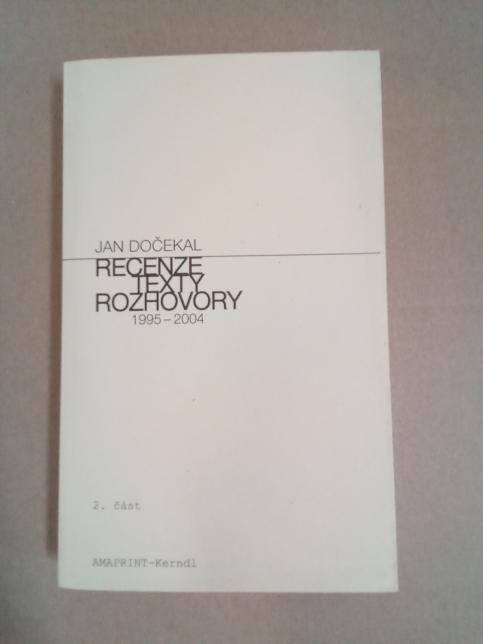 JAN DOČEKAL
RECENZE
TEXTY
ROZHOVORY
1995–2004
2. část
AMAPRINT-Kerndl